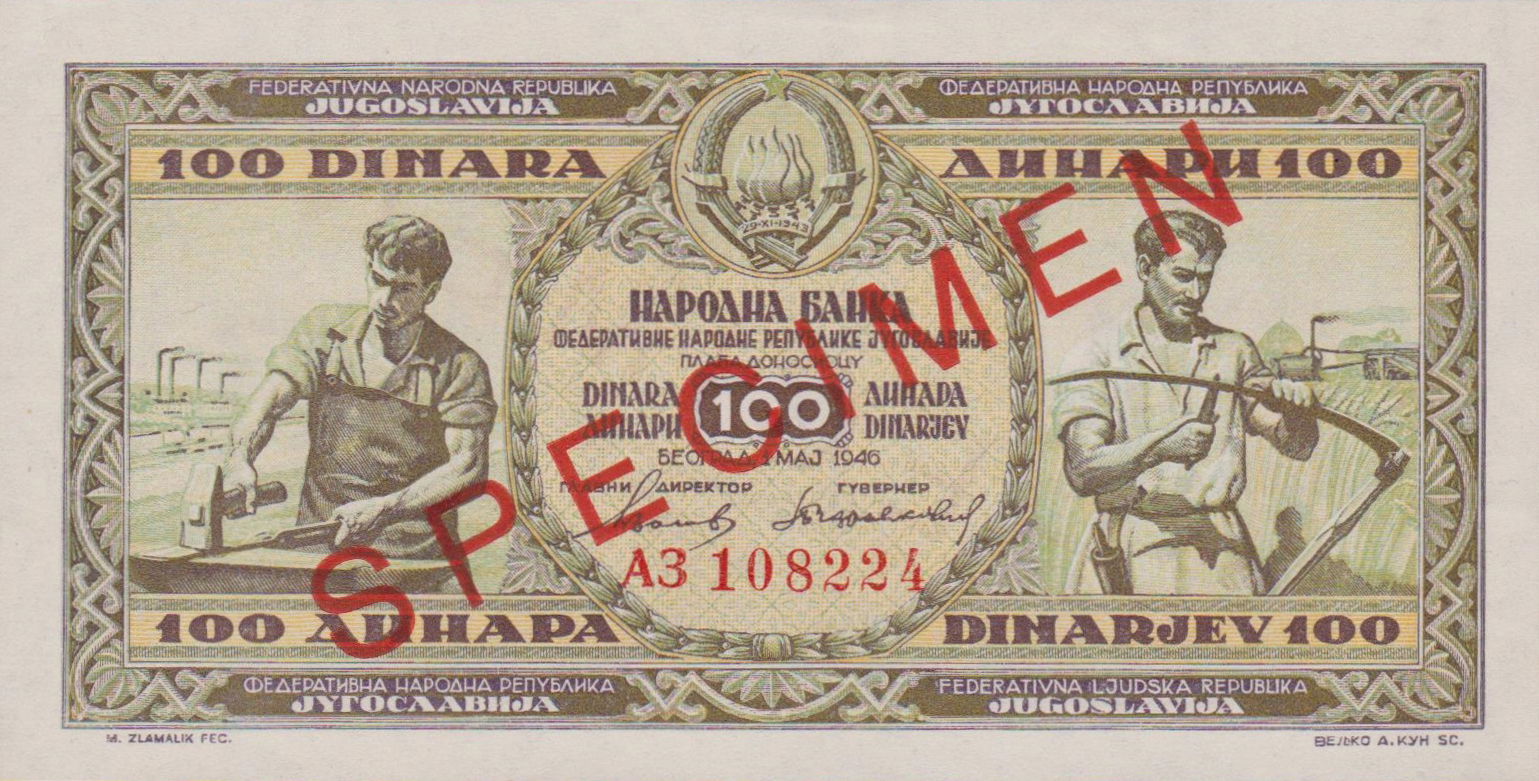 FEDERATIVNA NARODNA REPUBLIKA
JUGOSLAVIJA
ФЕДЕРАТИВНА НАРОДНА РЕПУБЛИКА
ЈУГОСЛАВИЈА
100 DINARA
ДИНАРИ 100
29·XI·1943
НАРОДНА БАНКА
ФЕДЕРАТИВНЕ НАРОДНЕ РЕПУБЛИКЕ ЈУГОСЛАВИЈЕ
ПЛАЋА ДОНОСИОЦУ
DINARA 100 ДИНАРА
ДИНАРИ DINARJEV
БЕОГРАД, 1 МАЈ 1946
ГЛАВНИ ДИРЕКТОР ГУВЕРНЕР
АЗ 108224
SPECIMEN
100 ДИНАРА
DINARJEV 100
ФЕДЕРАТИВНА НАРОДНА РЕПУБЛИКА
ЈУГОСЛАВИЈА
FEDERATIVNA LJUDSKA REPUBLIKA
JUGOSLAVIJA
M. ZLAMALIK FEC.
ВЕЉКО А. КУН SC.